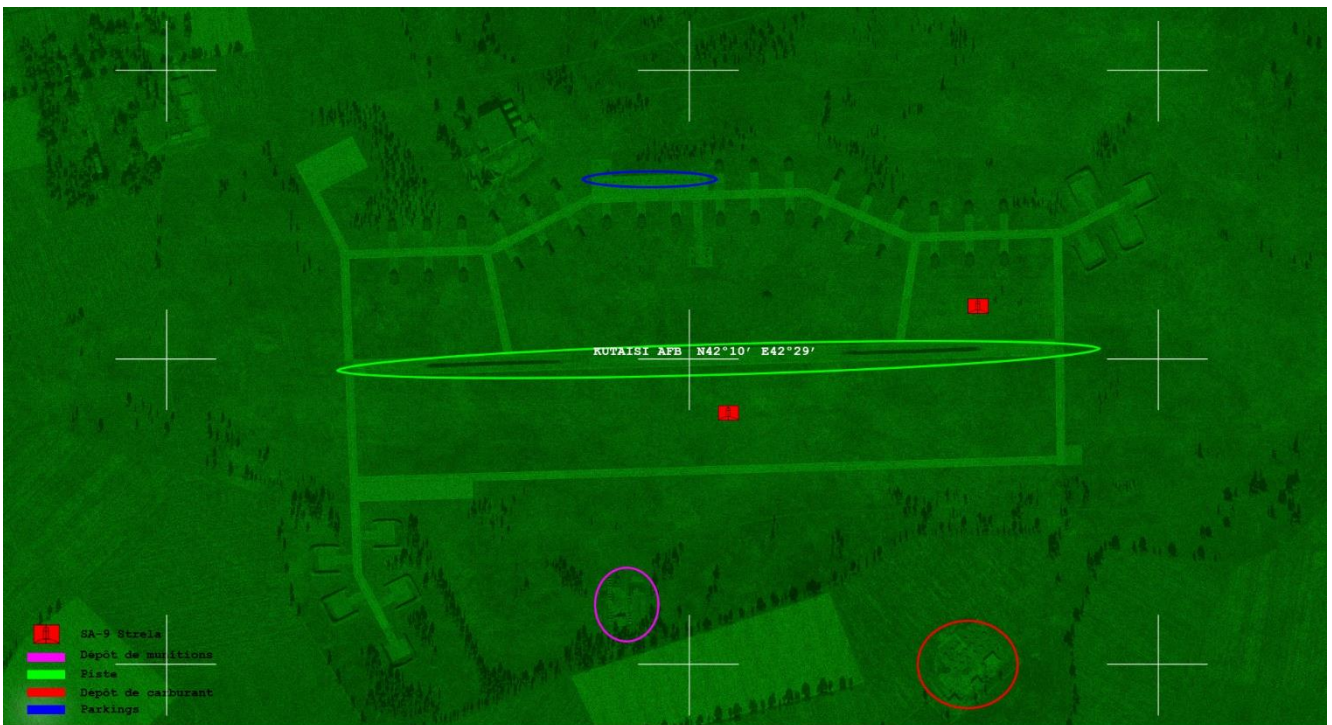 KUTAISI AFB N42°10' E42°29'
SA-9 Strela
Dépôt de munitions
Piste
Dépôt de carburant
Parkings